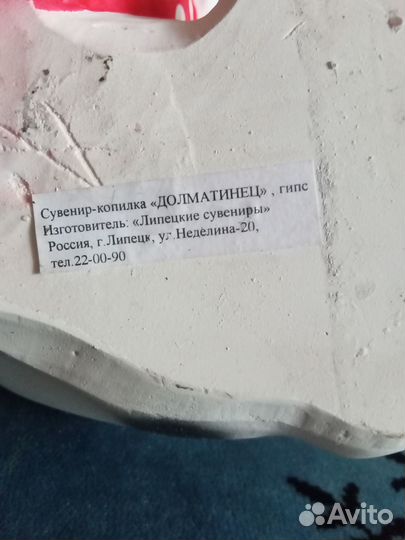 Сувенир-копилка «ДОЛМАТИНЕЦ» , гипс
Изготовитель: «Липецкие сувениры»
Россия, г.Липецк, ул.Неделина-20,
тел.22-00-90
Avito